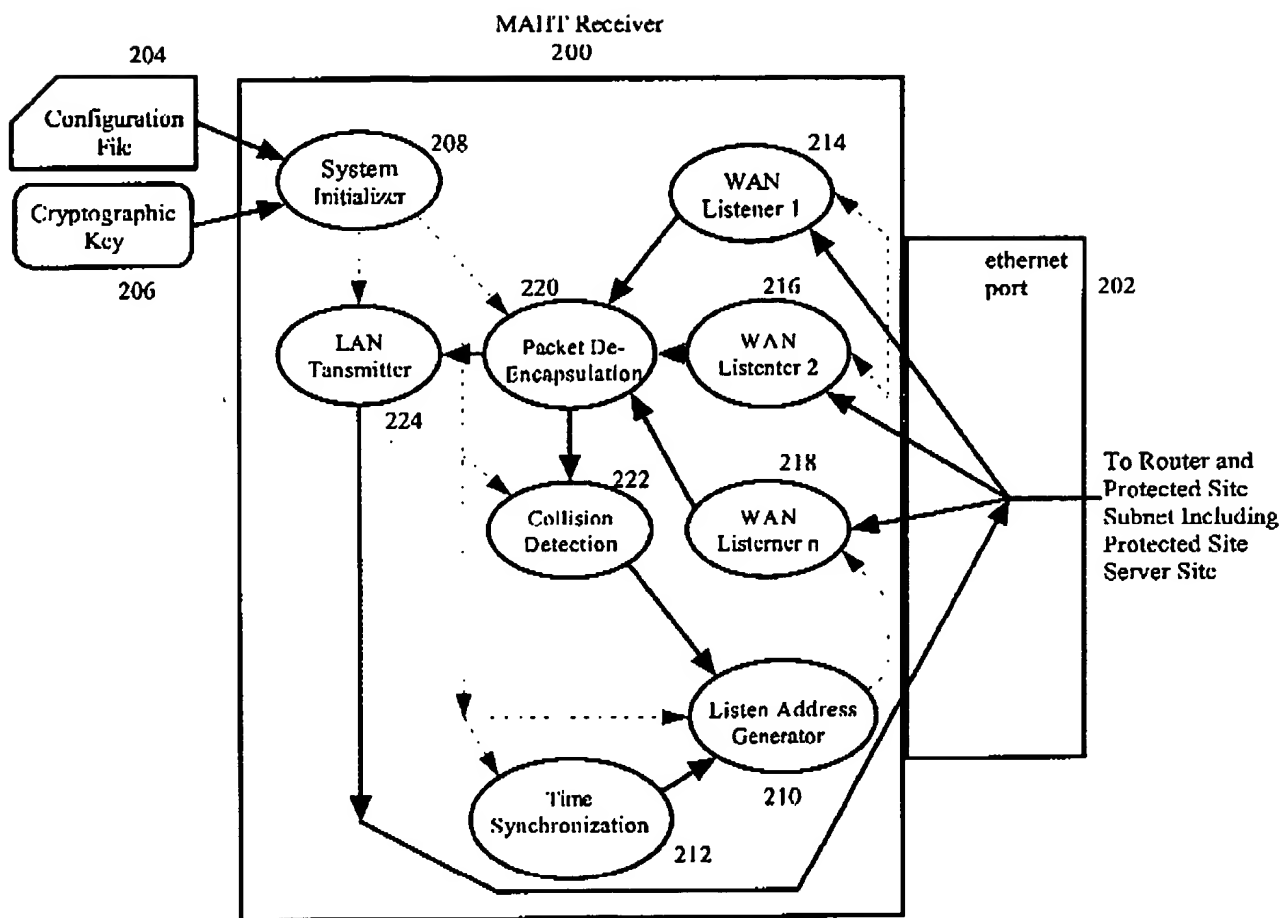 MAHT Receiver
200
204
Configuration
File
Cryptographic
Key
206
System
Initializer
208
WAN
Listener 1
214
ethernet
port
202
220
Packet De-
Encapsulation
216
WAN
Listenter 2
LAN
Tansmitter
224
222
Collision
Detection
218
WAN
Listerner n
To Router and
Protected Site
Subnet Including
Protected Site
Server Site
Listen Address
Generator
210
Time
Synchronization
212